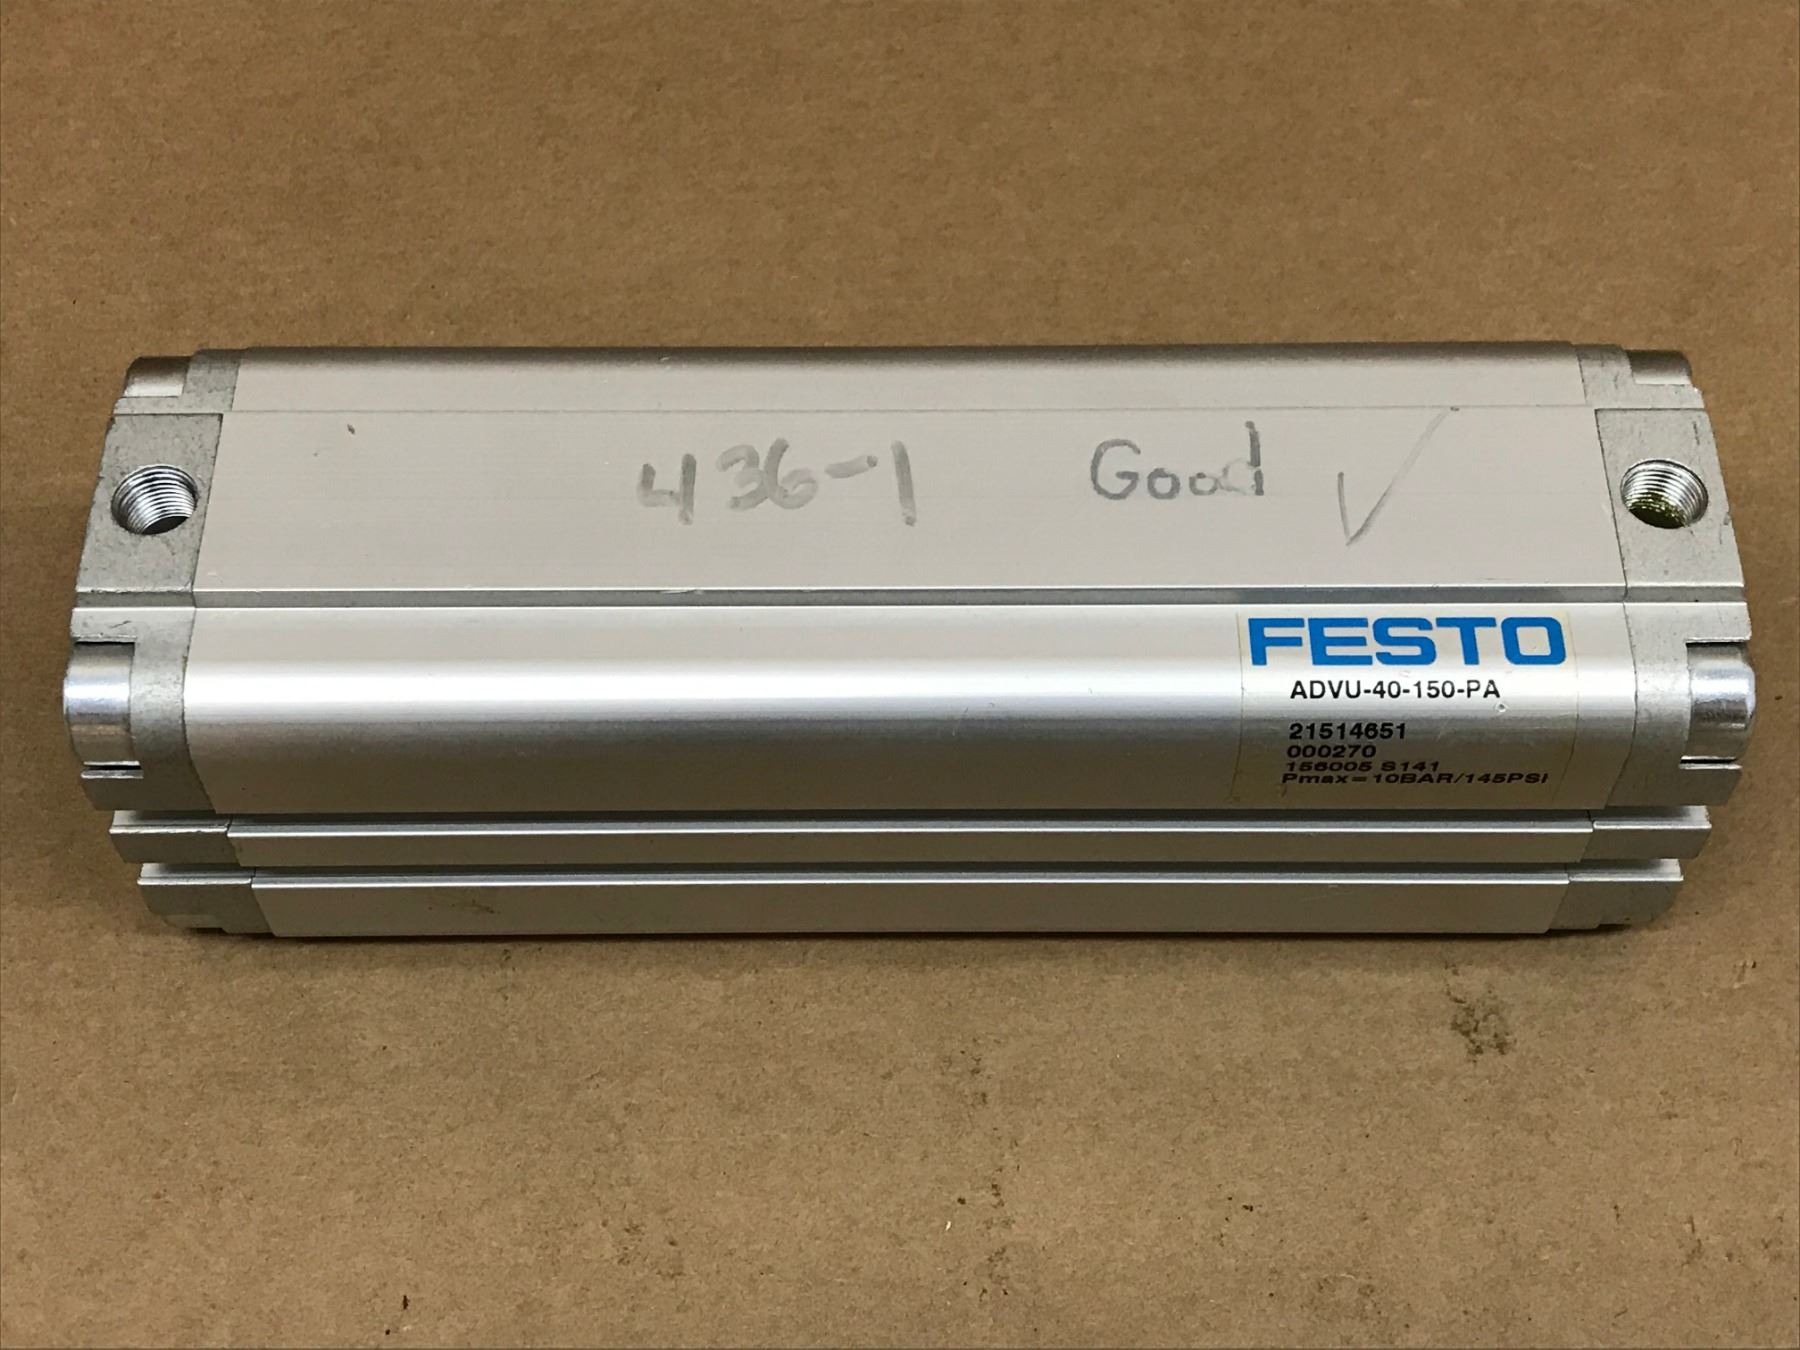 436-1 Good ✓
FESTO
ADVU-40-150-PA
21514651
000270
156005 S141
Pmax=10BAR/145PSI